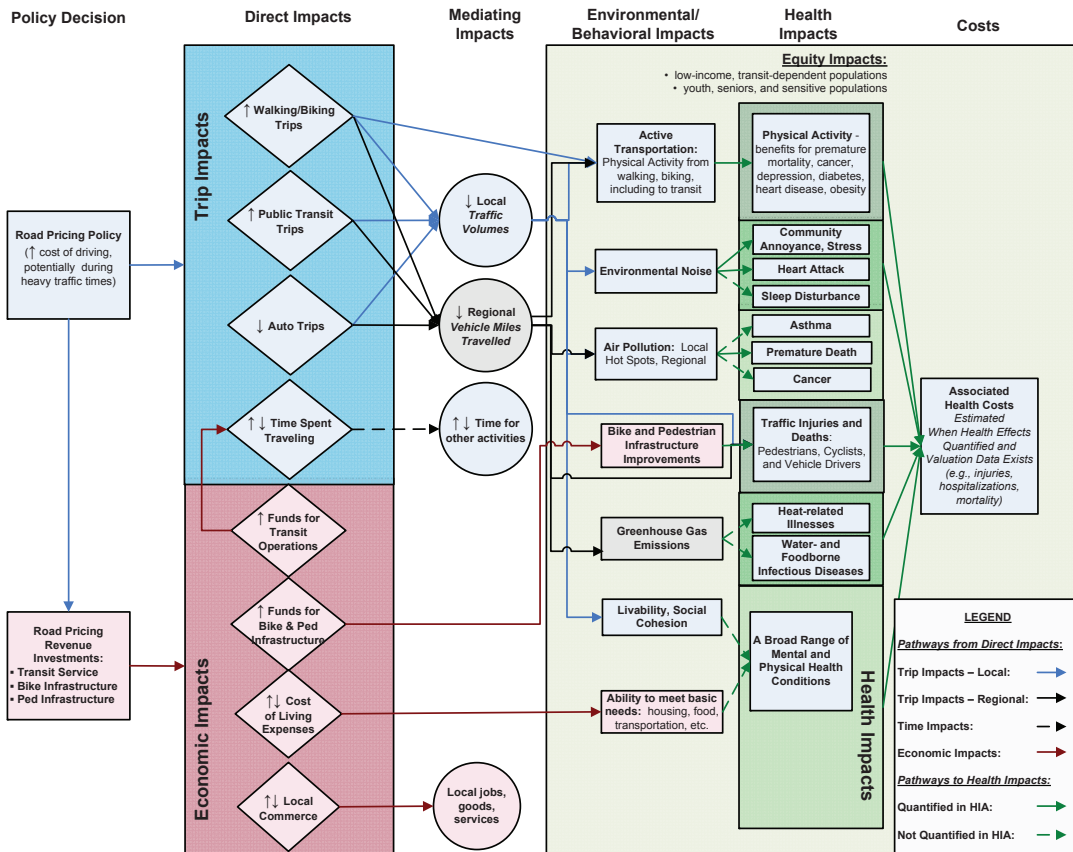 Policy Decision
Direct Impacts
Mediating
Impacts
Environmental/
Behavioral Impacts
Health
Impacts
Costs
Road Pricing Policy
(↑ cost of driving,
potentially during
heavy traffic times)
Road Pricing
Revenue
Investments:
▪ Transit Service
▪ Bike Infrastructure
▪ Ped Infrastructure
Trip Impacts
↑ Walking/Biking
Trips
↑ Public Transit
Trips
↓ Auto Trips
↑↓ Time Spent
Traveling
Economic Impacts
↑ Funds for
Transit
Operations
↑ Funds for
Bike & Ped
Infrastructure
↑↓ Cost
of Living
Expenses
↑↓ Local
Commerce
↓ Local
Traffic
Volumes
↓ Regional
Vehicle Miles
Travelled
↑↓ Time for
other activities
Local jobs,
goods,
services
Equity Impacts:
• low-income, transit-dependent populations
• youth, seniors, and sensitive populations
Active
Transportation:
Physical Activity from
walking, biking,
including to transit
Environmental Noise
Air Pollution: Local
Hot Spots, Regional
Bike and Pedestrian
Infrastructure
Improvements
Greenhouse Gas
Emissions
Livability, Social
Cohesion
Ability to meet basic
needs: housing, food,
transportation, etc.
Physical Activity -
benefits for premature
mortality, cancer,
depression, diabetes,
heart disease, obesity
Community
Annoyance, Stress
Heart Attack
Sleep Disturbance
Asthma
Premature Death
Cancer
Traffic Injuries and
Deaths:
Pedestrians, Cyclists,
and Vehicle Drivers
Heat-related
Illnesses
Water- and
Foodborne
Infectious Diseases
A Broad Range of
Mental and
Physical Health
Conditions
Health Impacts
Associated
Health Costs
Estimated
When Health Effects
Quantified and
Valuation Data Exists
(e.g., injuries,
hospitalizations,
mortality)
LEGEND
Pathways from Direct Impacts:
Trip Impacts – Local:
Trip Impacts – Regional:
Time Impacts:
Economic Impacts:
Pathways to Health Impacts:
Quantified in HIA:
Not Quantified in HIA: